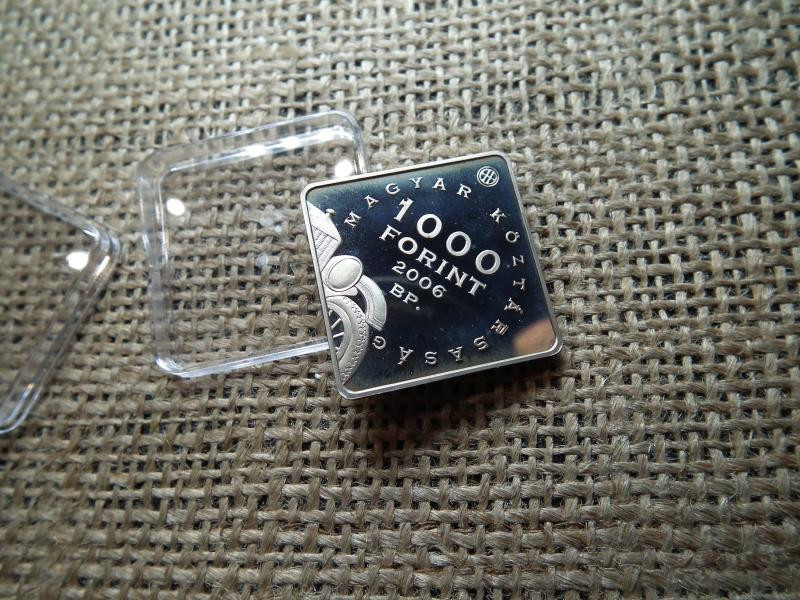 MAGYAR KÖZTÁRSASÁG
1000
FORINT
2006
BP.